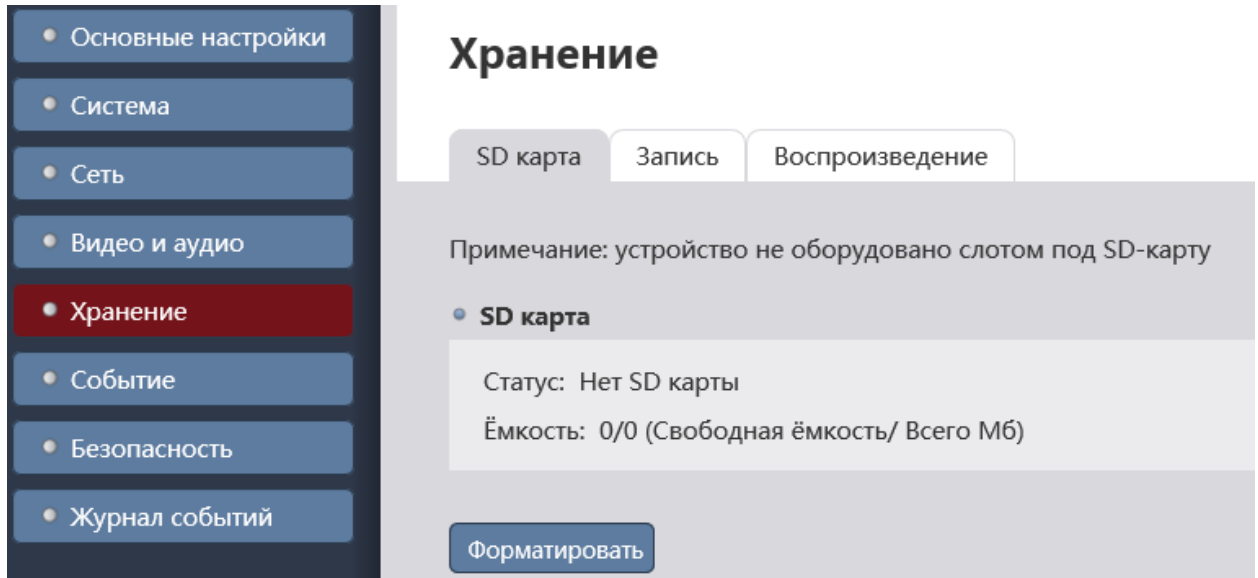 Основные настройки
Система
Сеть
Видео и аудио
Хранение
Событие
Безопасность
Журнал событий
Хранение
SD карта
Запись
Воспроизведение
Примечание: устройство не оборудовано слотом под SD-карту
SD карта
Статус: Нет SD карты
Ёмкость: 0/0 (Свободная ёмкость/ Всего Мб)
Форматировать